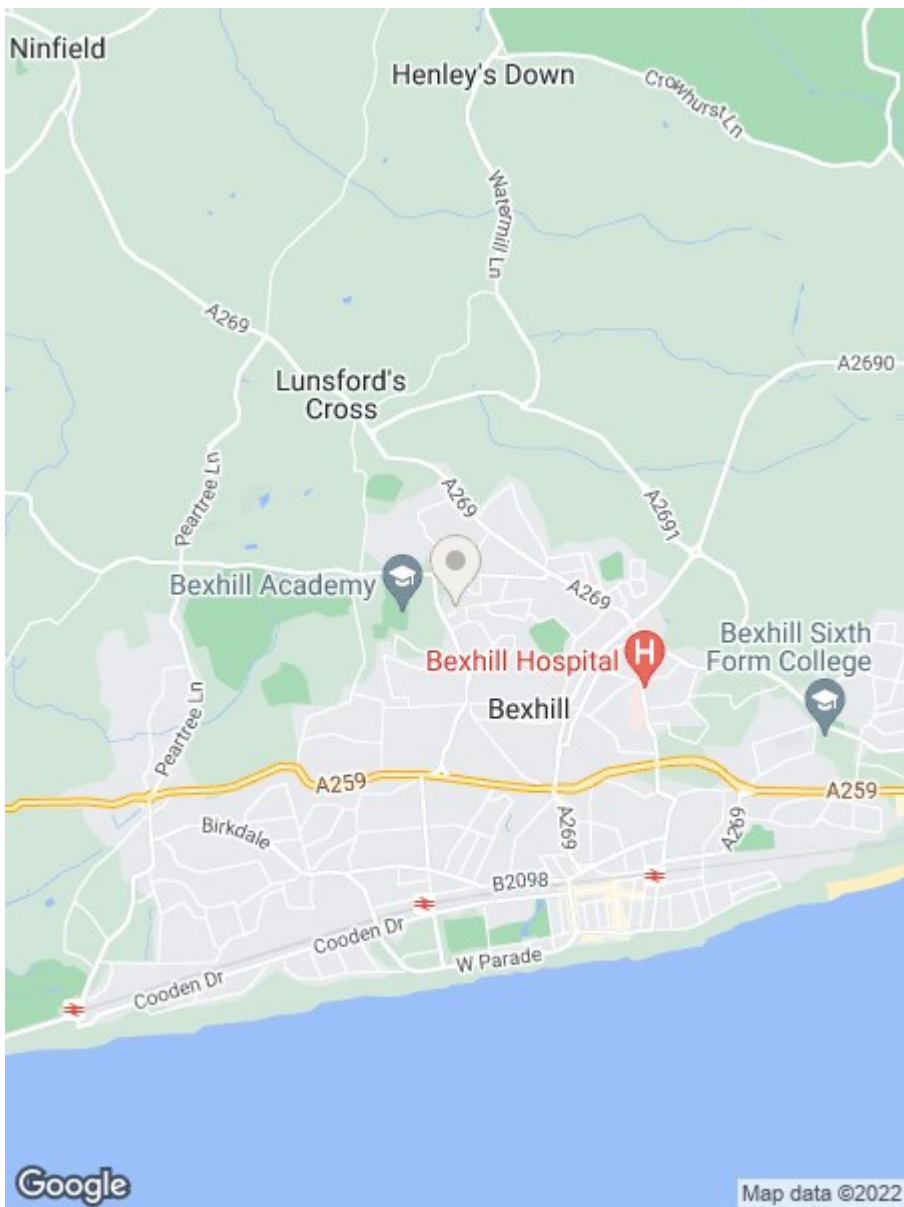 Ninfield
Henley's Down
Crowhurst Ln
Watermill Ln
A269
A2690
Lunsford's
Cross
Peartree Ln
A269
A2691
Bexhill Academy
A269
Bexhill Hospital
H
Bexhill Sixth
Form College
Bexhill
Peartree Ln
A259
A259
Birkdale
A269
A269
B2098
Cooden Dr
W Parade
Cooden Dr
Google
Map data ©2022